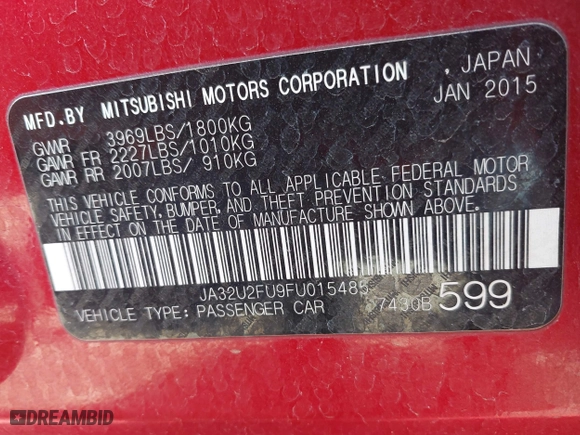 MFD.BY MITSUBISHI MOTORS CORPORATION , JAPAN
JAN 2015
GVWR 3969LBS/1800KG
GAWR FR 2227LBS/1010KG
GAWR RR 2007LBS/ 910KG
THIS VEHICLE CONFORMS TO ALL APPLICABLE FEDERAL MOTOR
VEHICLE SAFETY, BUMPER, AND THEFT PREVENTION STANDARDS
IN EFFECT ON THE DATE OF MANUFACTURE SHOWN ABOVE.
JA32U2FU9FU015485
VEHICLE TYPE: PASSENGER CAR 7430B 599
DREAMBID